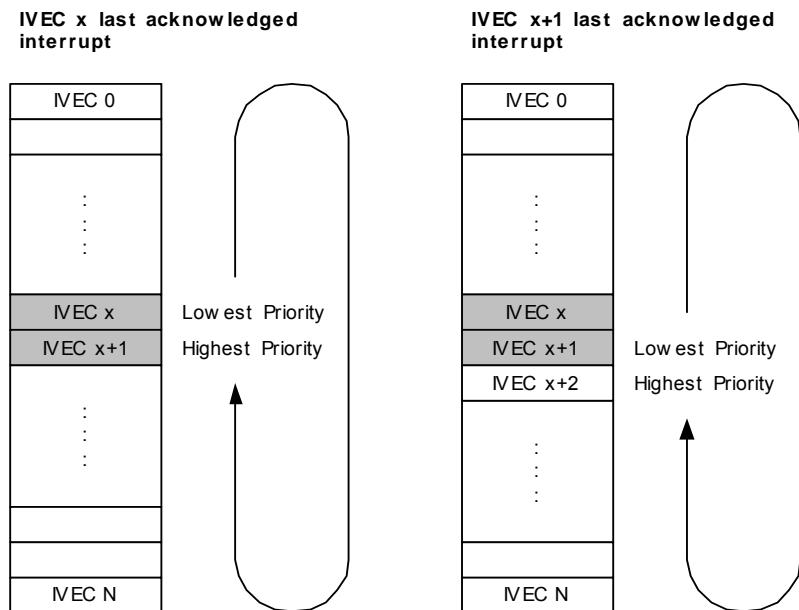 IVEC x last acknowledged
interrupt
IVEC 0
IVEC x
Lowest Priority
IVEC x+1
Highest Priority
IVEC N
IVEC x+1 last acknowledged
interrupt
IVEC 0
IVEC x
IVEC x+1
Lowest Priority
IVEC x+2
Highest Priority
IVEC N